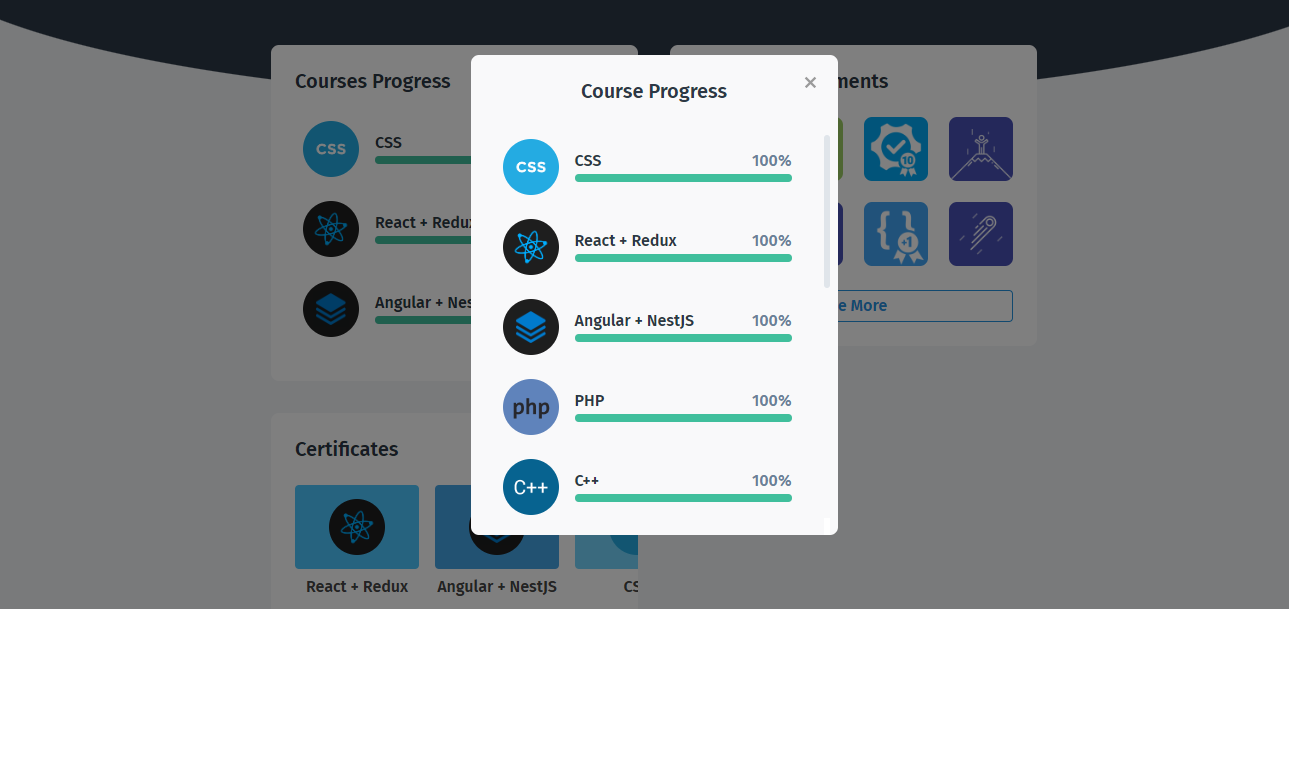 Courses Progress
CSS
CSS
React + Redu
Angular + Nes
Course Progress
×
CSS
CSS 100%
React + Redux 100%
Angular + NestJS 100%
php
PHP 100%
C++
C++ 100%
ments
10
+1
e More
Certificates
React + Redux
Angular + NestJS
CS